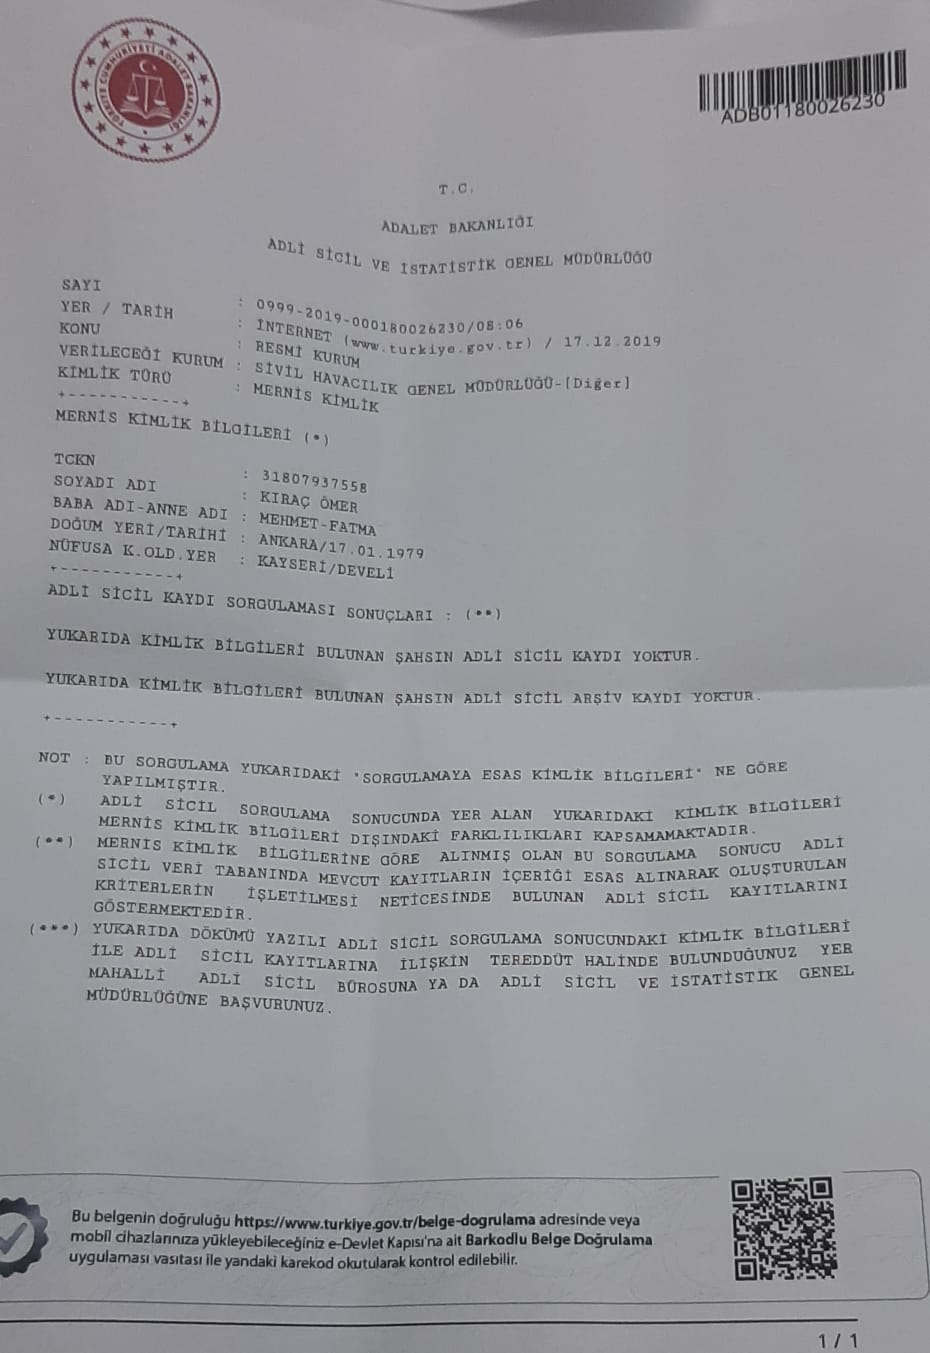 TÜRKİYE CUMHURİYETİ ADALET BAKANLIĞI
ADB01180026230
T.C.
ADALET BAKANLIĞI
ADLİ SİCİL VE İSTATİSTİK GENEL MÜDÜRLÜĞÜ
SAYI : 0999-2019-000180026230/08:06
YER / TARİH : İNTERNET (www.turkiye.gov.tr) / 17.12.2019
KONU : RESMİ KURUM
VERİLECEĞİ KURUM : SİVİL HAVACILIK GENEL MÜDÜRLÜĞÜ-[Diğer]
KİMLİK TÜRÜ : MERNİS KİMLİK
+-----------+
MERNİS KİMLİK BİLGİLERİ (*)
TCKN : 31807937558
SOYADI ADI : KIRAÇ ÖMER
BABA ADI-ANNE ADI : MEHMET-FATMA
DOĞUM YERİ/TARİHİ : ANKARA/17.01.1979
NÜFUSA K.OLD.YER : KAYSERİ/DEVELİ
+-----------+
ADLİ SİCİL KAYDI SORGULAMASI SONUÇLARI : (**)
YUKARIDA KİMLİK BİLGİLERİ BULUNAN ŞAHSIN ADLİ SİCİL KAYDI YOKTUR.
YUKARIDA KİMLİK BİLGİLERİ BULUNAN ŞAHSIN ADLİ SİCİL ARŞİV KAYDI YOKTUR.
+-----------+
NOT : BU SORGULAMA YUKARIDAKİ "SORGULAMAYA ESAS KİMLİK BİLGİLERİ" NE GÖRE
YAPILMIŞTIR.
(*) ADLİ SİCİL SORGULAMA SONUCUNDA YER ALAN YUKARIDAKİ KİMLİK BİLGİLERİ
MERNİS KİMLİK BİLGİLERİ DIŞINDAKİ FARKLILIKLARI KAPSAMAMAKTADIR.
(**) MERNİS KİMLİK BİLGİLERİNE GÖRE ALINMIŞ OLAN BU SORGULAMA SONUCU ADLİ
SİCİL VERİ TABANINDA MEVCUT KAYITLARIN İÇERİĞİ ESAS ALINARAK OLUŞTURULAN
KRİTERLERİN İŞLETİLMESİ NETİCESİNDE BULUNAN ADLİ SİCİL KAYITLARINI
GÖSTERMEKTEDİR.
(***) YUKARIDA DÖKÜMÜ YAZILI ADLİ SİCİL SORGULAMA SONUCUNDAKİ KİMLİK BİLGİLERİ
İLE ADLİ SİCİL KAYITLARINA İLİŞKİN TEREDDÜT HALİNDE BULUNDUĞUNUZ YER
MAHALLİ ADLİ SİCİL BÜROSUNA YA DA ADLİ SİCİL VE İSTATİSTİK GENEL
MÜDÜRLÜĞÜNE BAŞVURUNUZ.
Bu belgenin doğruluğu https://www.turkiye.gov.tr/belge-dogrulama adresinde veya
mobil cihazlarınıza yükleyebileceğiniz e-Devlet Kapısı'na ait Barkodlu Belge Doğrulama
uygulaması vasıtası ile yandaki karekod okutularak kontrol edilebilir.
1 / 1